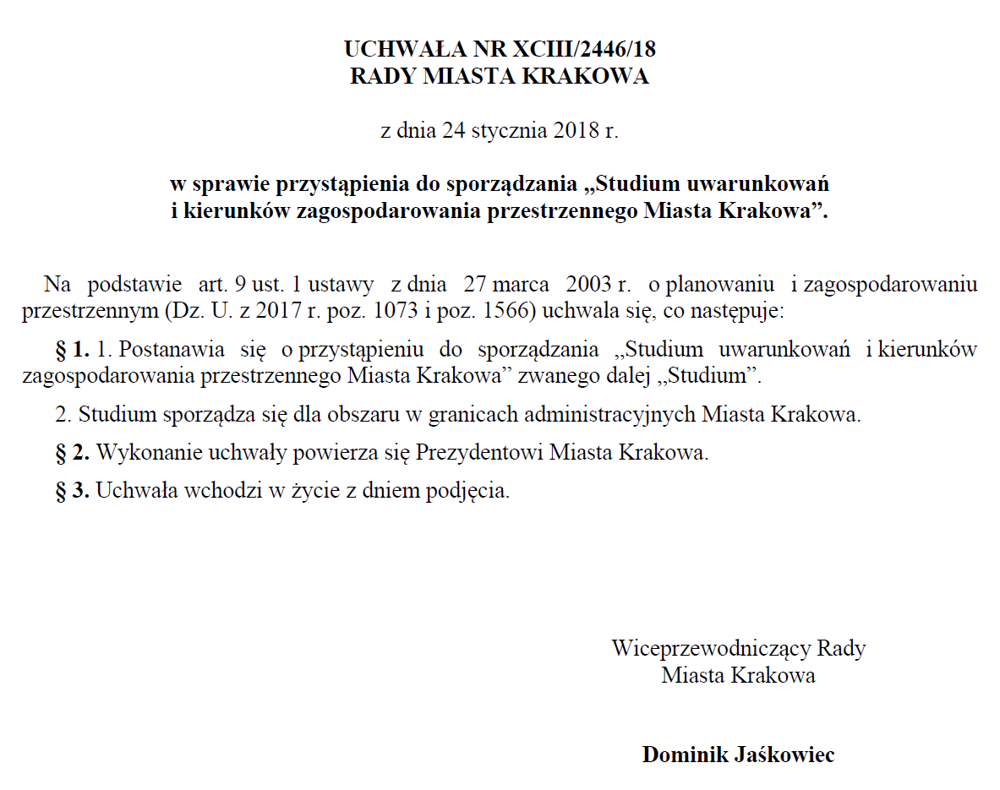 UCHWAŁA NR XCIII/2446/18
RADY MIASTA KRAKOWA
z dnia 24 stycznia 2018 r.
w sprawie przystąpienia do sporządzania „Studium uwarunkowań
i kierunków zagospodarowania przestrzennego Miasta Krakowa”.
Na podstawie art. 9 ust. 1 ustawy z dnia 27 marca 2003 r. o planowaniu i zagospodarowaniu
przestrzennym (Dz. U. z 2017 r. poz. 1073 i poz. 1566) uchwala się, co następuje:
§ 1. 1. Postanawia się o przystąpieniu do sporządzania „Studium uwarunkowań i kierunków
zagospodarowania przestrzennego Miasta Krakowa” zwanego dalej „Studium”.
2. Studium sporządza się dla obszaru w granicach administracyjnych Miasta Krakowa.
§ 2. Wykonanie uchwały powierza się Prezydentowi Miasta Krakowa.
§ 3. Uchwała wchodzi w życie z dniem podjęcia.
Wiceprzewodniczący Rady
Miasta Krakowa
Dominik Jaśkowiec